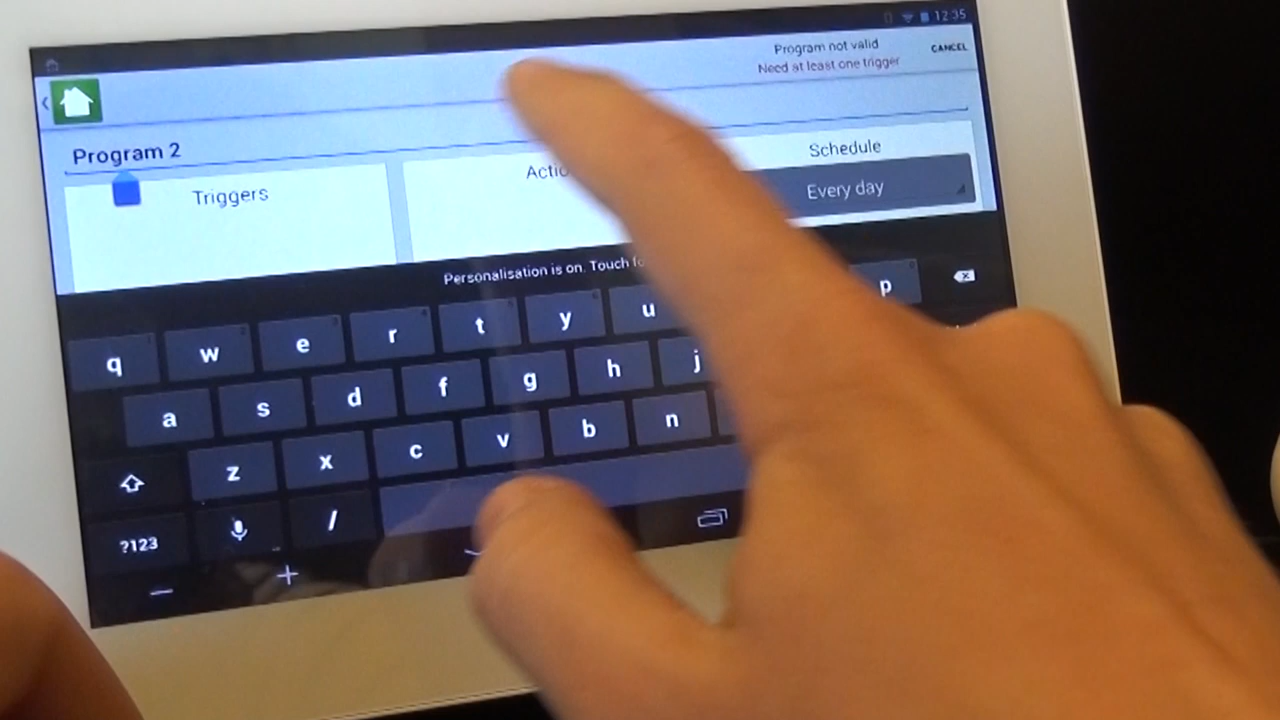 12:35
Program not valid
Need at least one trigger
CANCEL
Program 2
Triggers
Schedule
Every day
Personalisation is on. Touch
q w e r t y u p
a s d f g h j
z x c v b n
?123 /